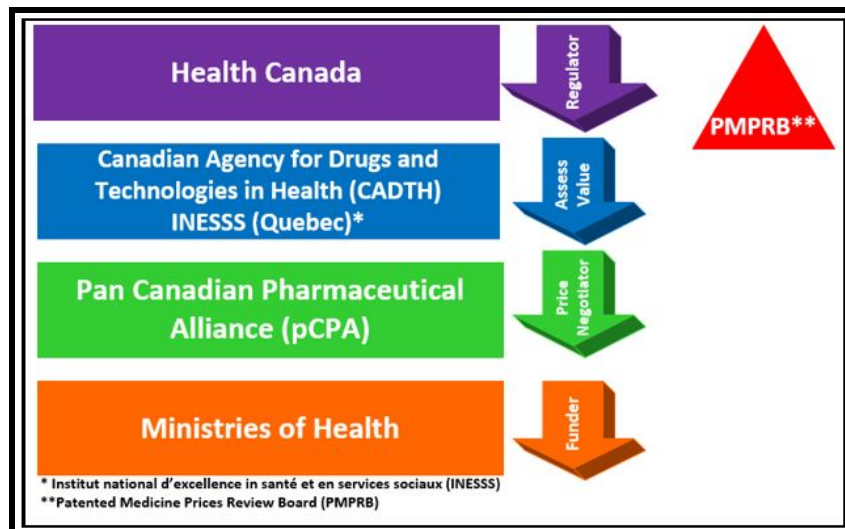 Health Canada
Regulator
PMPRB**
Canadian Agency for Drugs and
Technologies in Health (CADTH)
INESSS (Quebec)*
Assess
Value
Pan Canadian Pharmaceutical
Alliance (pCPA)
Price
Negotiator
Ministries of Health
Funder
* Institut national d’excellence in santé et en services sociaux (INESSS)
**Patented Medicine Prices Review Board (PMPRB)